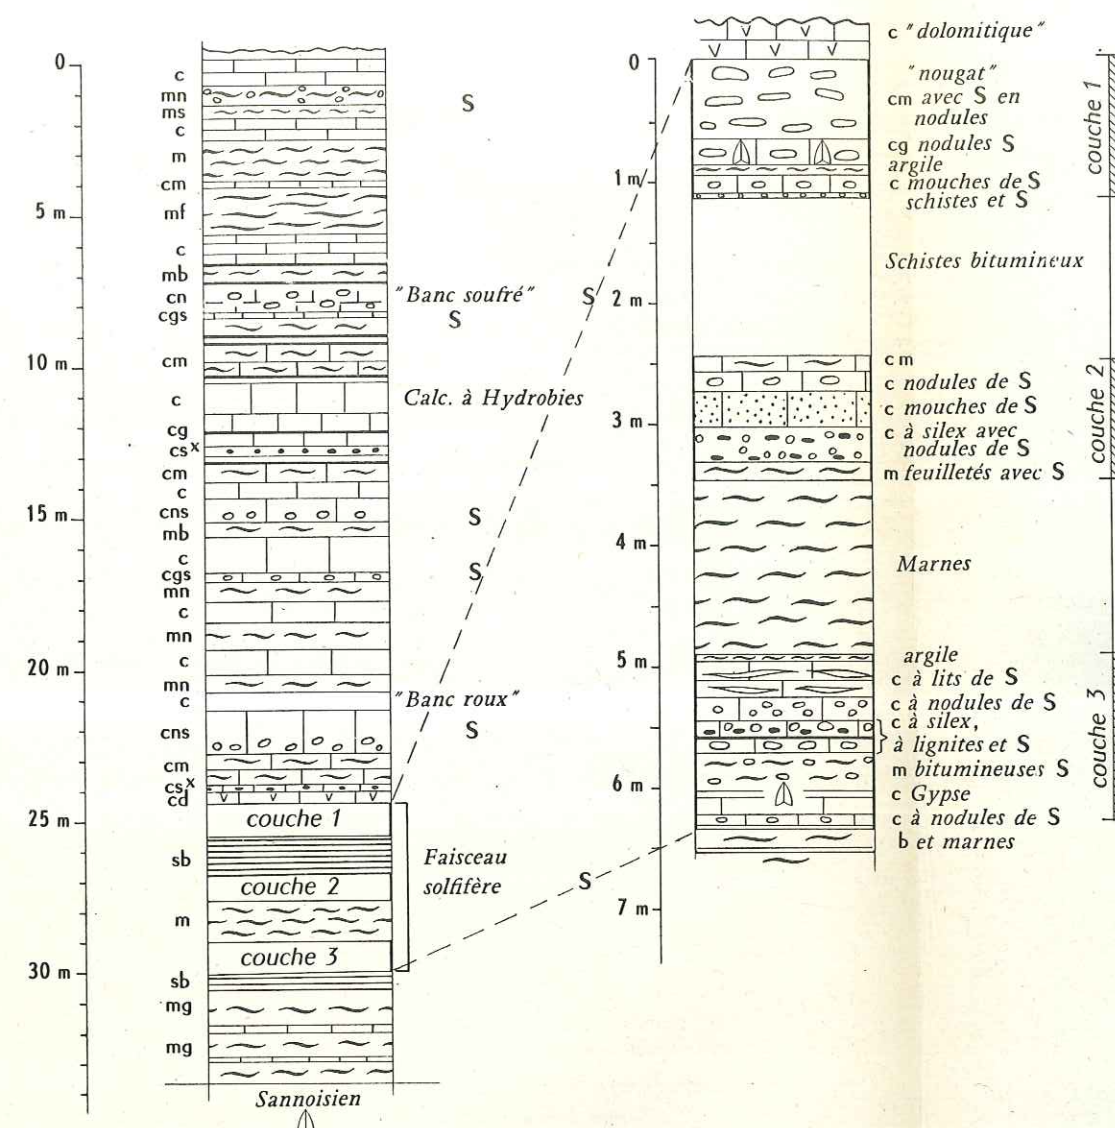 0
c
mn
S
ms
c
m
cm
5 m
mf
c
mb
cn
"Banc soufré"
cgs
S
10 m
cm
c
Calc. à Hydrobies
cg
csx
cm
c
15 m
cns
S
mb
c
cgs
S
mn
c
mn
20 m
c
mn
c
"Banc roux"
cns
S
cm
csx
cd
25 m
couche 1
sb
Faisceau
solfifère
couche 2
m
couche 3
30 m
sb
mg
mg
Sannoisien
S
S
c "dolomitique"
0
"nougat"
cm avec S en
nodules
cg nodules S
argile
1 m
c mouches de S
schistes et S
couche 1
Schistes bitumineux
2 m
cm
c nodules de S
c mouches de S
3 m
c à silex avec
nodules de S
m feuilletés avec S
couche 2
4 m
Marnes
5 m
argile
c à lits de S
c à nodules de S
c à silex,
à lignites et S
m bitumineuses S
6 m
c Gypse
c à nodules de S
b et marnes
couche 3
7 m